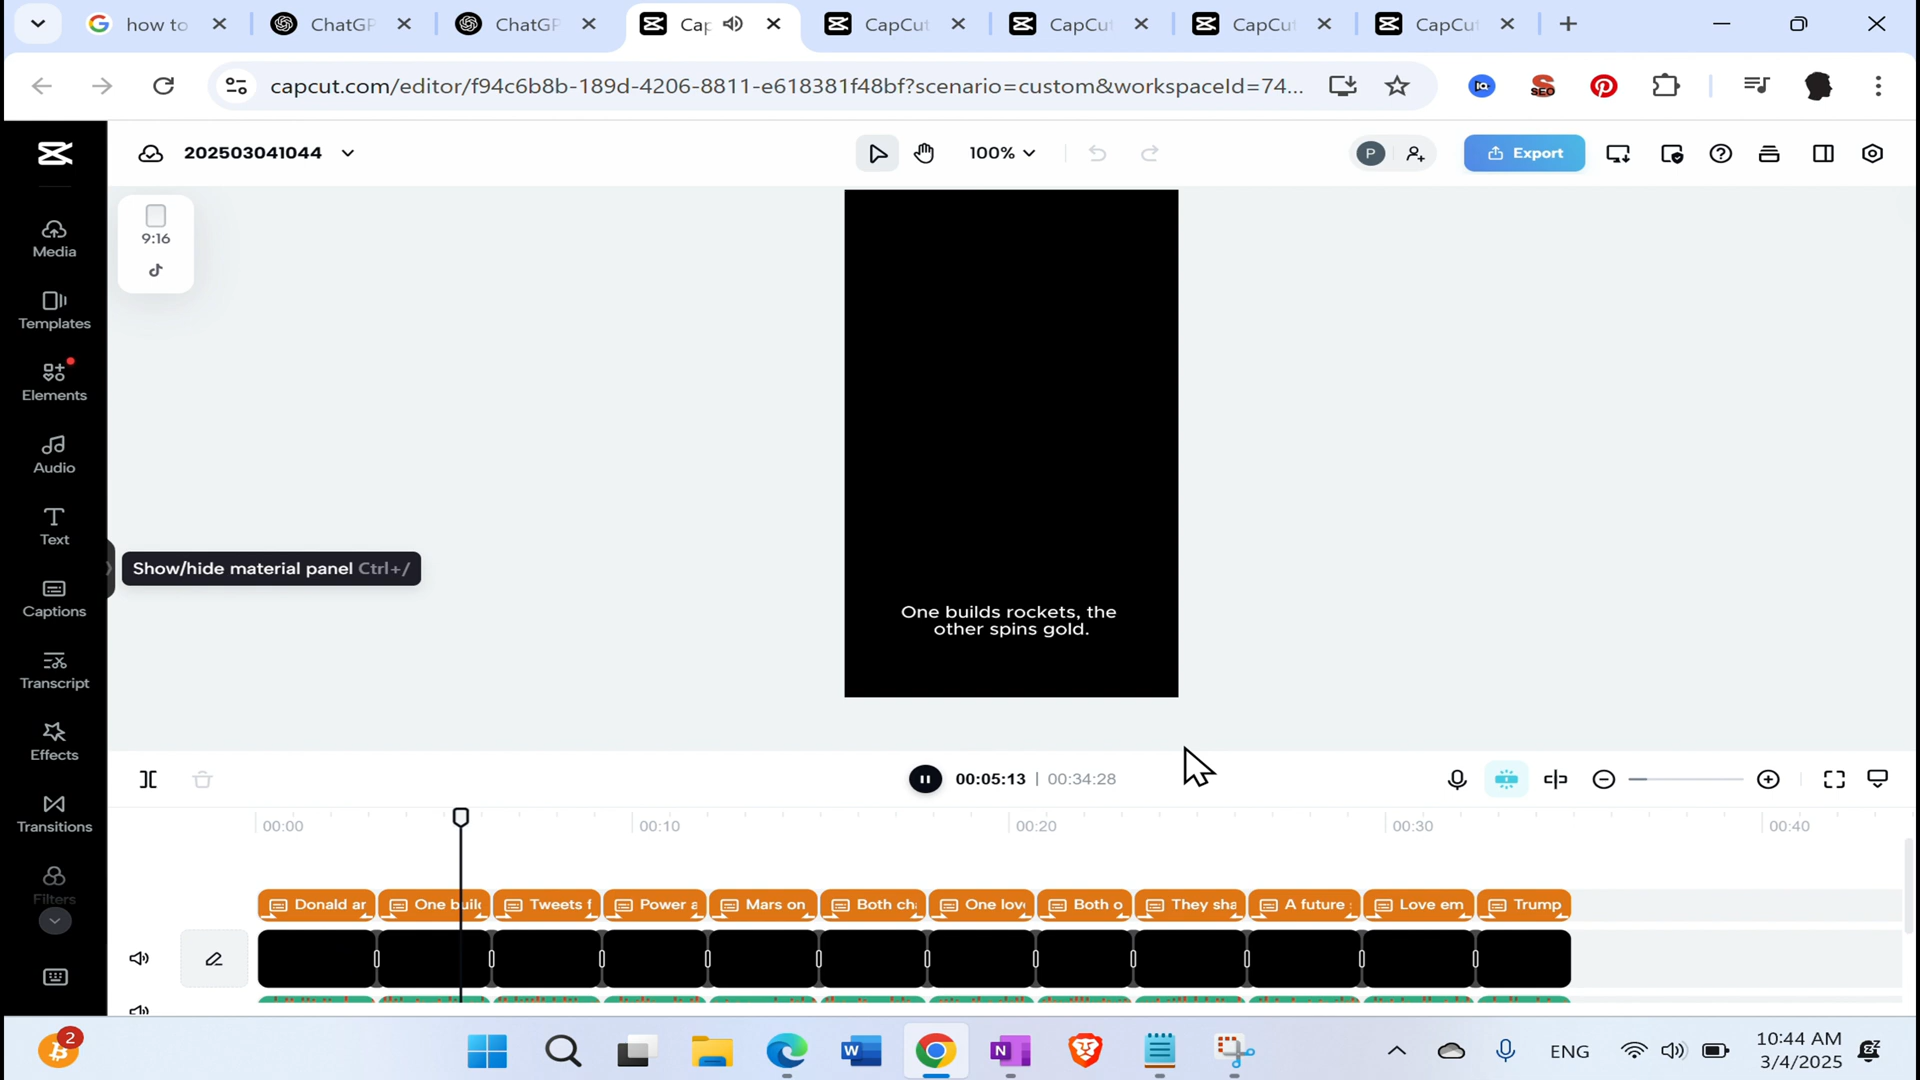 how to
ChatGP
ChatGP
Cap
CapCut
CapCut
CapCut
CapCut
capcut.com/editor/f94c6b8b-189d-4206-8811-e618381f48bf?scenario=custom&workspaceId=74...
SEO
202503041044
100%
P
Export
9:16
Media
Templates
Elements
Audio
Text
Show/hide material panel Ctrl+/
Captions
Transcript
Effects
Transitions
Filters
One builds rockets, the
other spins gold.
00:05:13 | 00:34:28
00:00
00:10
00:20
00:30
00:40
Donald ar
One build
Tweets f
Power a
Mars on
Both cha
One lov
Both o
They sha
A future
Love em
Trump
2
W
N
ENG
10:44 AM
3/4/2025